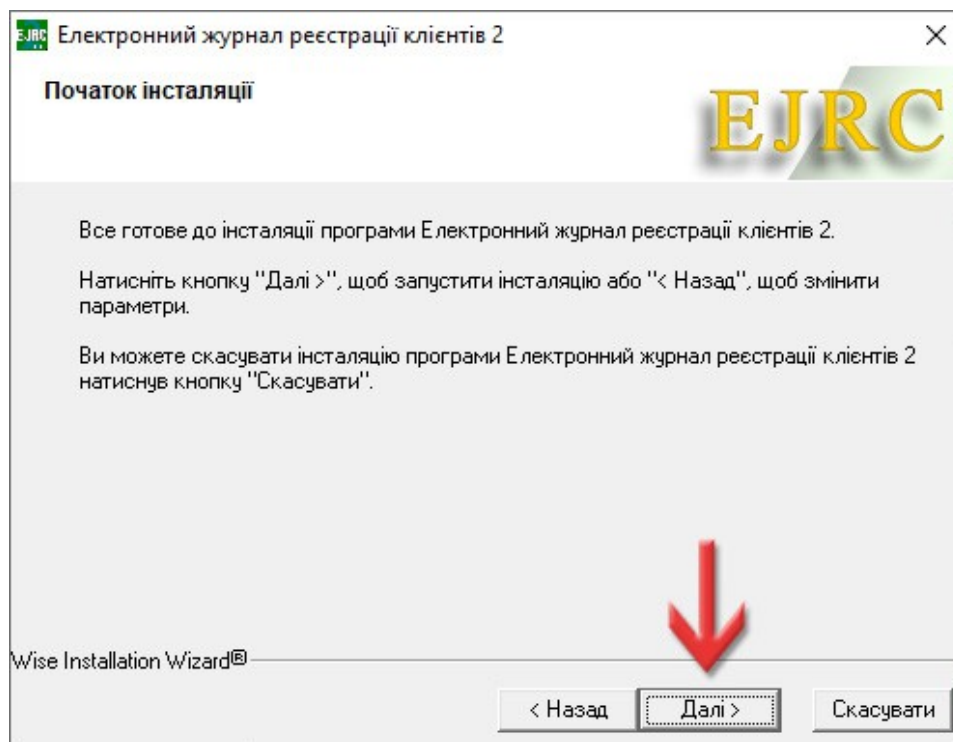 EJRC Електронний журнал реєстрації клієнтів 2
Початок інсталяції
EJRC
Все готове до інсталяції програми Електронний журнал реєстрації клієнтів 2.
Натисніть кнопку "Далі >", щоб запустити інсталяцію або "< Назад", щоб змінити
параметри.
Ви можете скасувати інсталяцію програми Електронний журнал реєстрації клієнтів 2
натиснув кнопку "Скасувати".
Wise Installation Wizard®
< Назад Далі > Скасувати